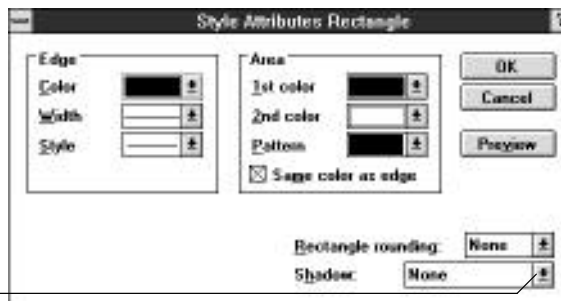 Style Attributes Rectangle
Edge
Color
Width
Style
Area
1st color
2nd color
Pattern
Same color as edge
OK
Cancel
Preview
Rectangle rounding: None
Shadow: None